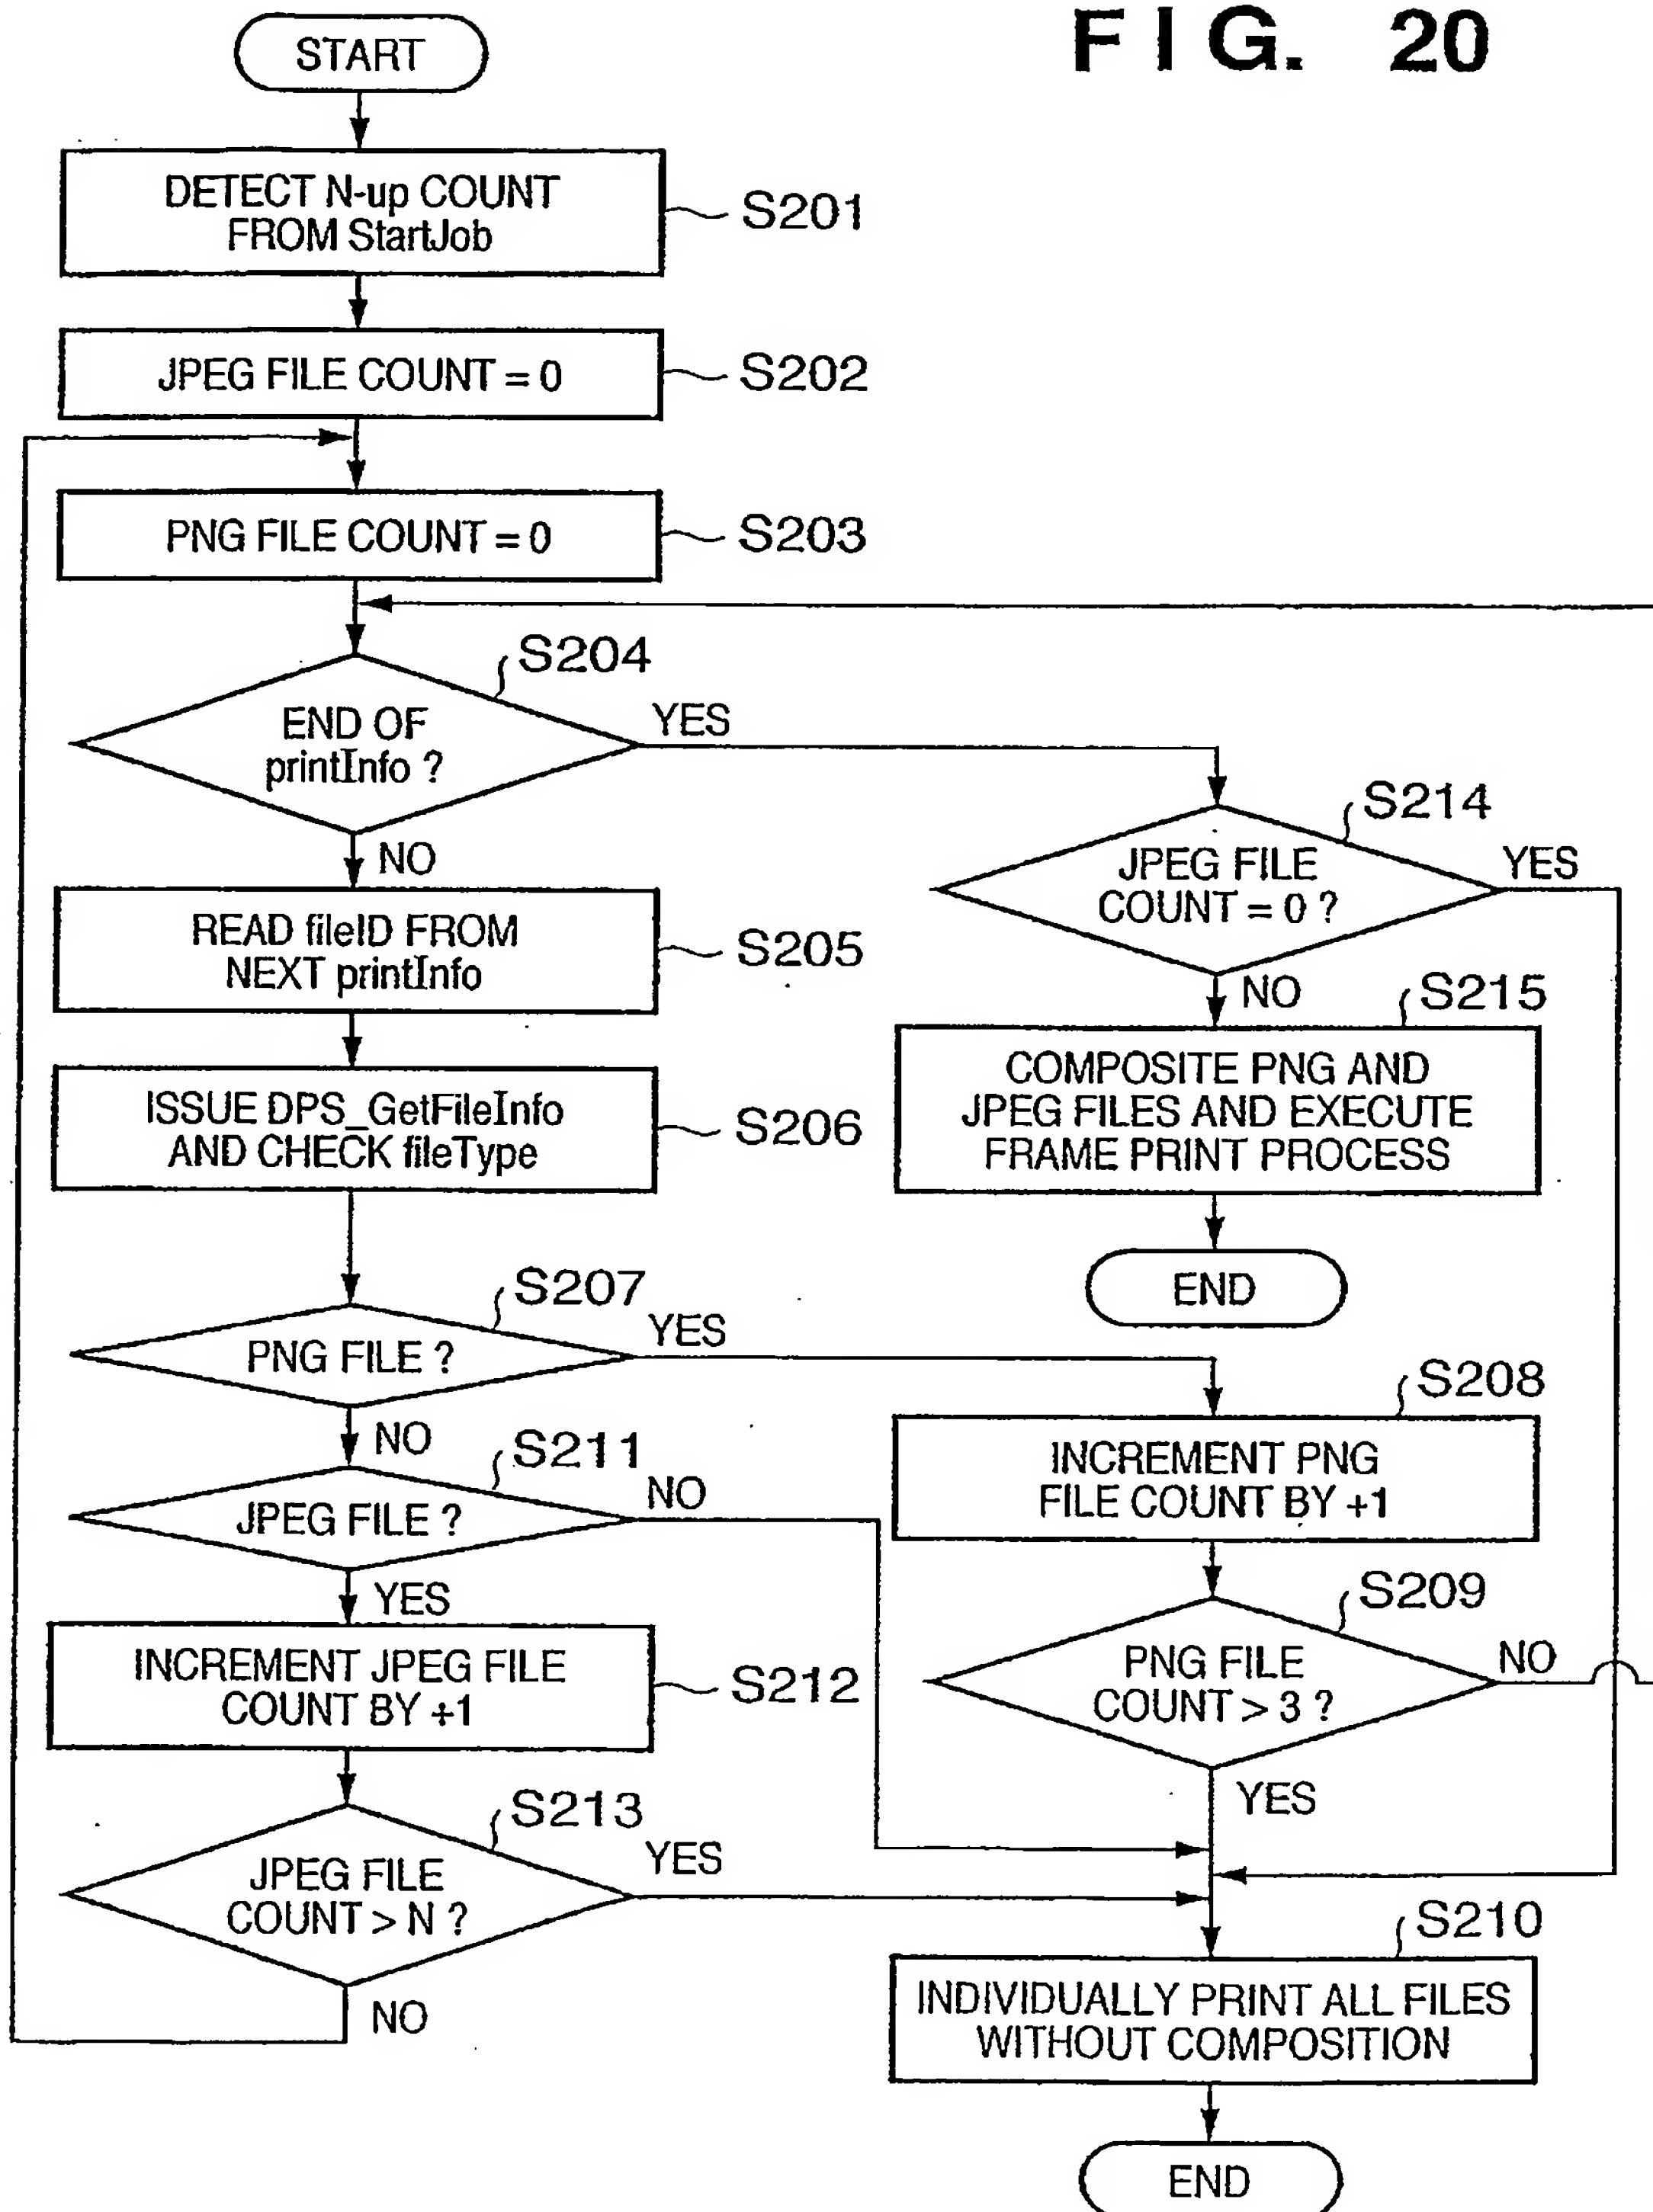 FIG. 20
START
DETECT N-up COUNT
FROM StartJob
S201
JPEG FILE COUNT = 0
S202
PNG FILE COUNT = 0
S203
S204
END OF
printInfo ?
YES
NO
S214
JPEG FILE
COUNT = 0 ?
YES
NO
READ fileID FROM
NEXT printInfo
S205
S215
COMPOSITE PNG AND
JPEG FILES AND EXECUTE
FRAME PRINT PROCESS
END
ISSUE DPS_GetFileInfo
AND CHECK fileType
S206
S207
PNG FILE ?
YES
NO
S208
INCREMENT PNG
FILE COUNT BY +1
S211
JPEG FILE ?
NO
YES
S209
PNG FILE
COUNT > 3 ?
NO
YES
INCREMENT JPEG FILE
COUNT BY +1
S212
S213
JPEG FILE
COUNT > N ?
YES
NO
S210
INDIVIDUALLY PRINT ALL FILES
WITHOUT COMPOSITION
END